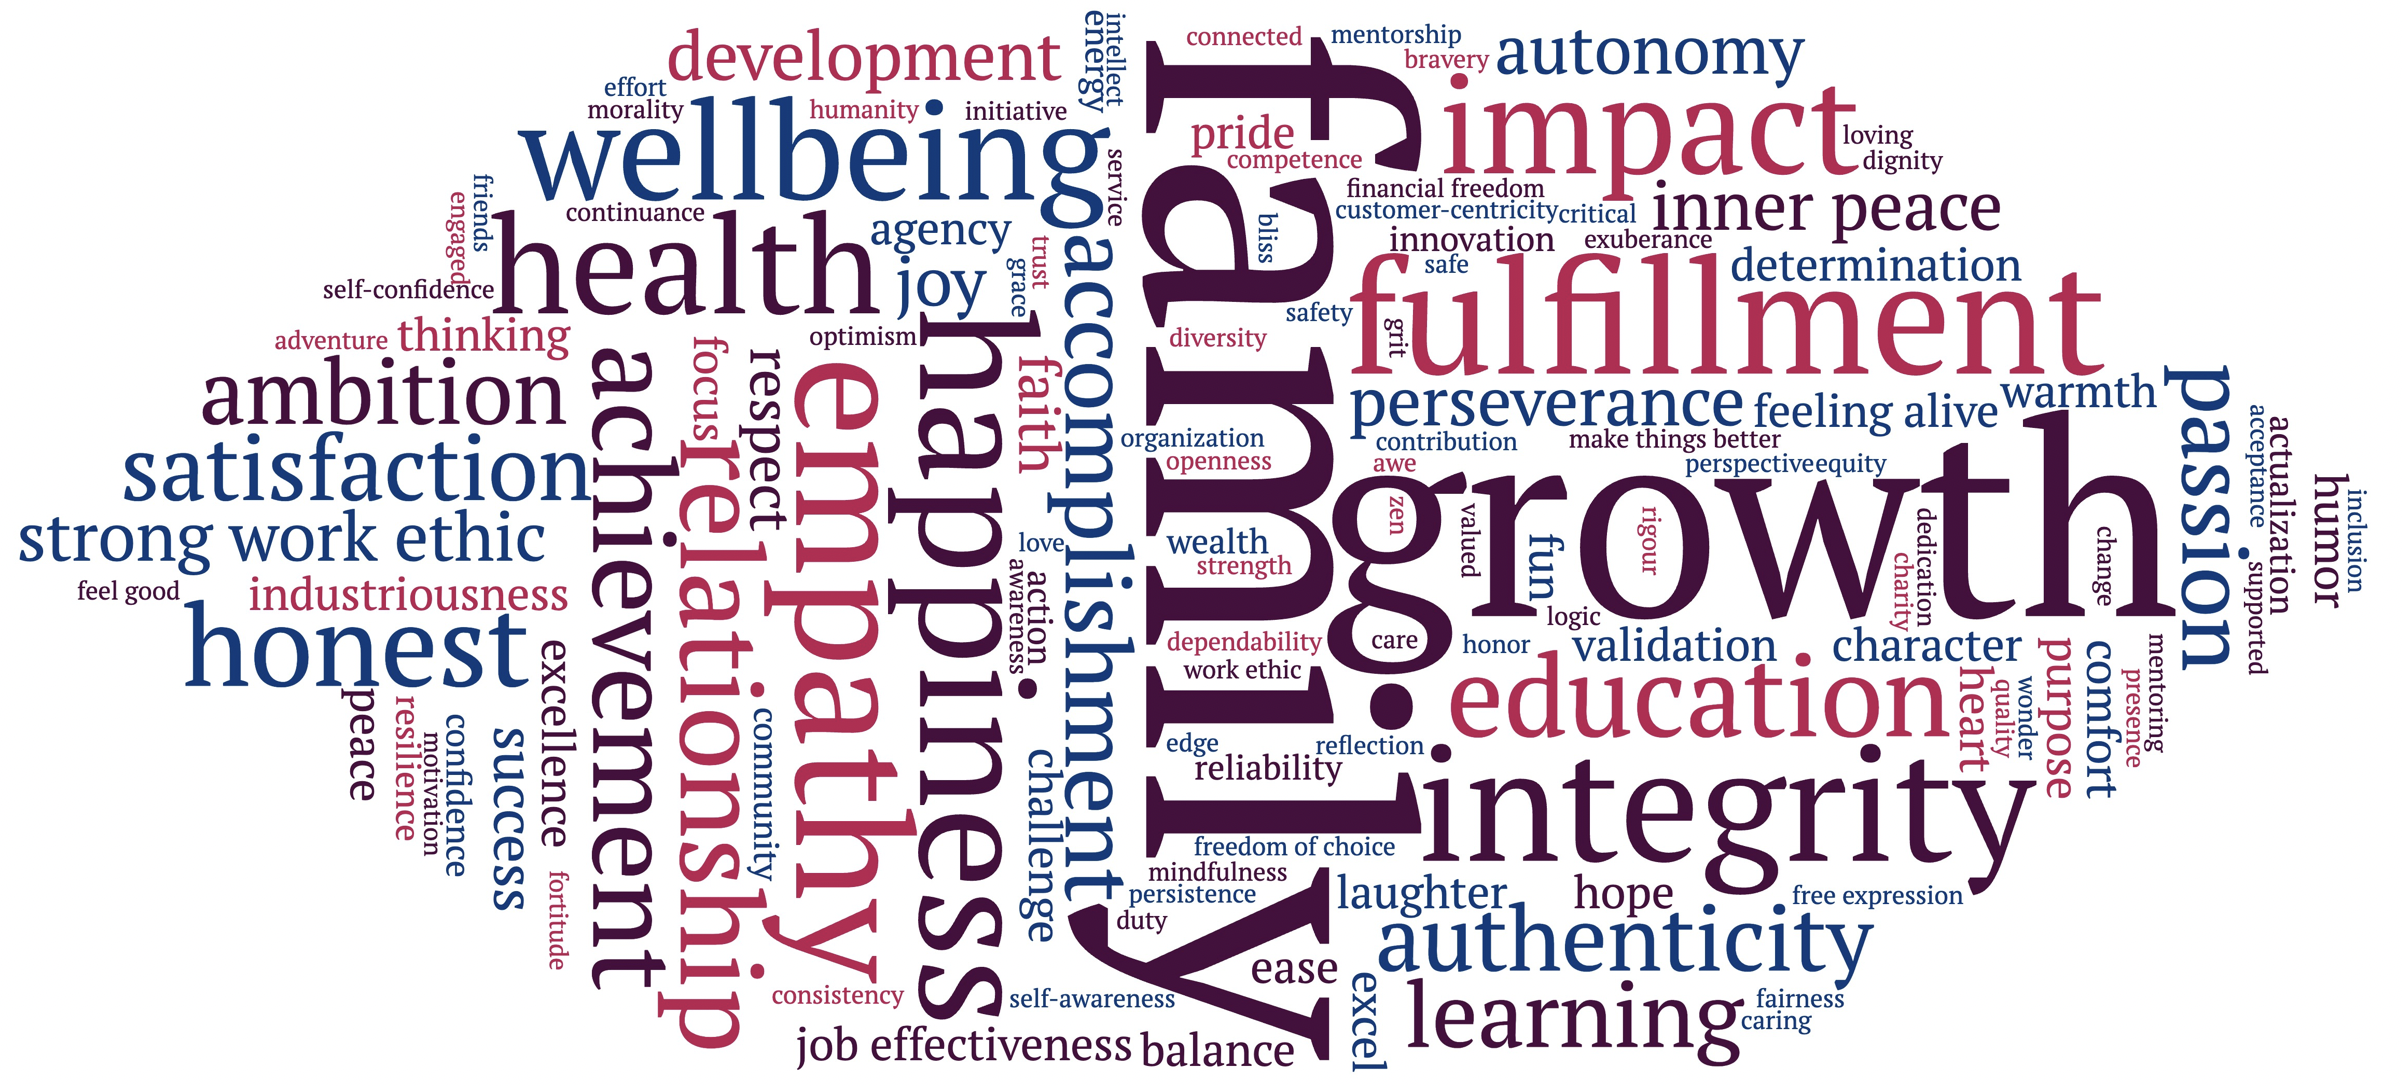 development
effort
morality
humanity
initiative
intellect
energy
wellbeing
service
friends
engaged
continuance
health
agency
joy
trust
grace
self-confidence
adventure
thinking
optimism
ambition
satisfaction
strong work ethic
feel good
industriousness
honest
peace
resilience
motivation
confidence
success
excellence
fortitude
achievement
focus
relationship
respect
community
empathy
consistency
happiness
faith
love
action
awareness
challenge
accomplishment
self-awareness
job effectiveness
balance
family
connected
mentorship
bravery
autonomy
pride
competence
impact
loving
dignity
financial freedom
customer-centricity
critical
inner peace
bliss
innovation
exuberance
safe
determination
safety
fulfillment
grit
diversity
perseverance
feeling alive
warmth
organization
openness
contribution
make things better
awe
perspective
equity
growth
zen
valued
fun
rigour
dedication
charity
change
logic
wealth
strength
dependability
work ethic
care
honor
validation
character
passion
acceptance
actualization
supported
humor
inclusion
education
heart
quality
wonder
purpose
comfort
presence
mentoring
edge
reflection
reliability
integrity
freedom of choice
mindfulness
persistence
duty
laughter
hope
free expression
authenticity
ease
excel
learning
fairness
caring